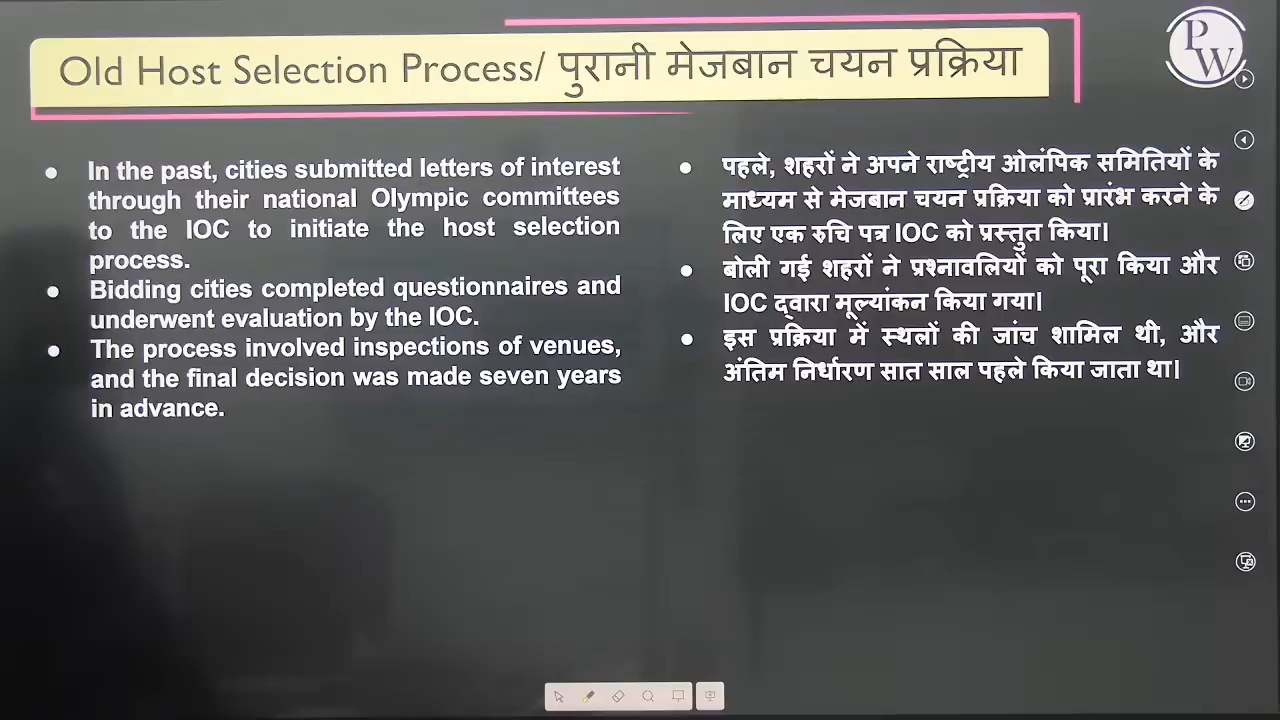 Old Host Selection Process/ पुरानी मेजबान चयन प्रक्रिया
PW
• In the past, cities submitted letters of interest
through their national Olympic committees
to the IOC to initiate the host selection
process.
• Bidding cities completed questionnaires and
underwent evaluation by the IOC.
• The process involved inspections of venues,
and the final decision was made seven years
in advance.
• पहले, शहरों ने अपने राष्ट्रीय ओलंपिक समितियों के
माध्यम से मेजबान चयन प्रक्रिया को प्रारंभ करने के
लिए एक रुचि पत्र IOC को प्रस्तुत किया।
• बोली गई शहरों ने प्रश्नावलियों को पूरा किया और
IOC द्वारा मूल्यांकन किया गया।
• इस प्रक्रिया में स्थलों की जांच शामिल थी, और
अंतिम निर्धारण सात साल पहले किया जाता था।